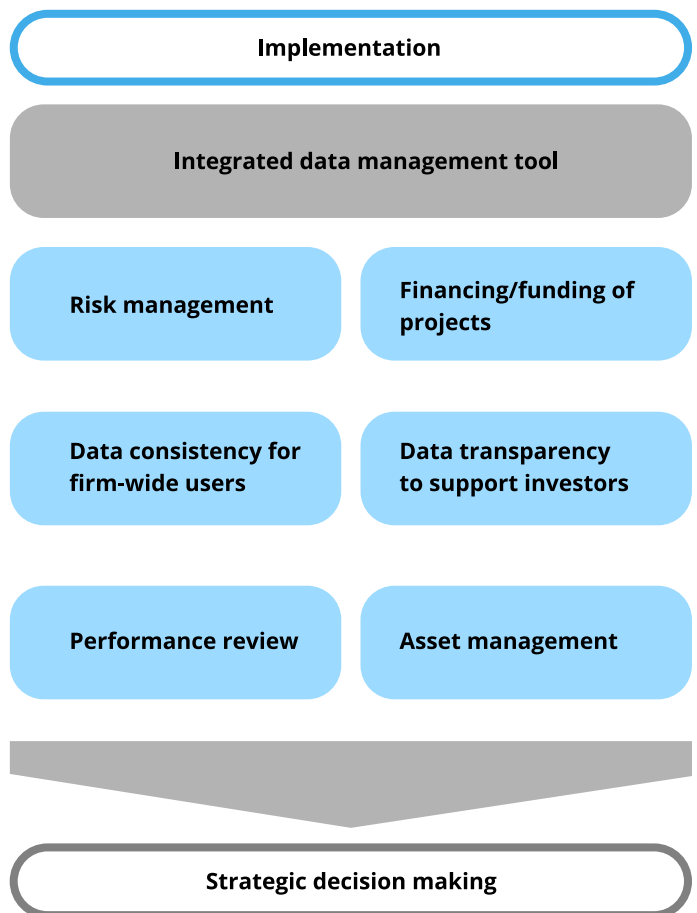 Implementation
Integrated data management tool
Risk management
Financing/funding of
projects
Data consistency for
firm-wide users
Data transparency
to support investors
Performance review
Asset management
Strategic decision making